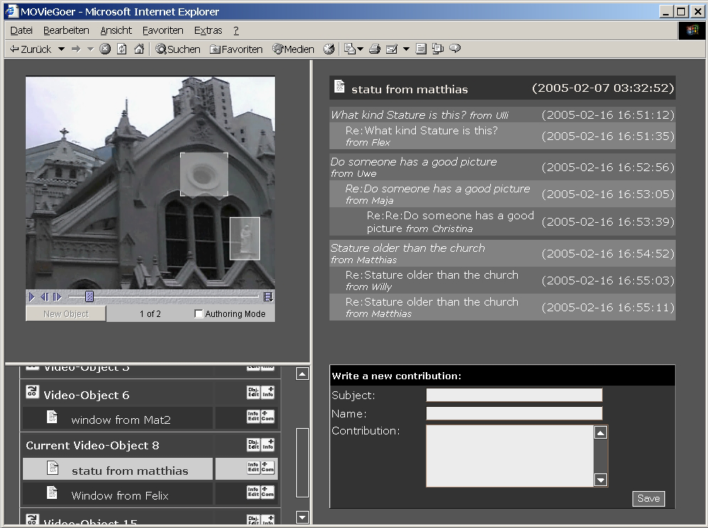 MOVieGoer - Microsoft Internet Explorer
Datei Bearbeiten Ansicht Favoriten Extras ?
Zurück Suchen Favoriten Medien
New Object 1 of 2 Authoring Mode
Video-Object 5
GO Video-Object 6 Obj. Edit + Info
window from Mat2 Info Edit + Com
Current Video-Object 8 Obj. Edit + Info
statu from matthias Info Edit + Com
Window from Felix Info Edit + Com
GO Video-Object 15 Obj. Edit + Info
statu from matthias (2005-02-07 03:32:52)
What kind Stature is this? from Ulli (2005-02-16 16:51:12)
Re:What kind Stature is this? (2005-02-16 16:51:35)
from Flex
Do someone has a good picture (2005-02-16 16:52:56)
from Uwe
Re:Do someone has a good picture (2005-02-16 16:53:05)
from Maja
Re:Re:Do someone has a good (2005-02-16 16:53:39)
picture from Christina
Stature older than the church (2005-02-16 16:54:52)
from Matthias
Re:Stature older than the church (2005-02-16 16:55:03)
from Willy
Re:Stature older than the church (2005-02-16 16:55:11)
from Matthias
Write a new contribution:
Subject:
Name:
Contribution:
Save